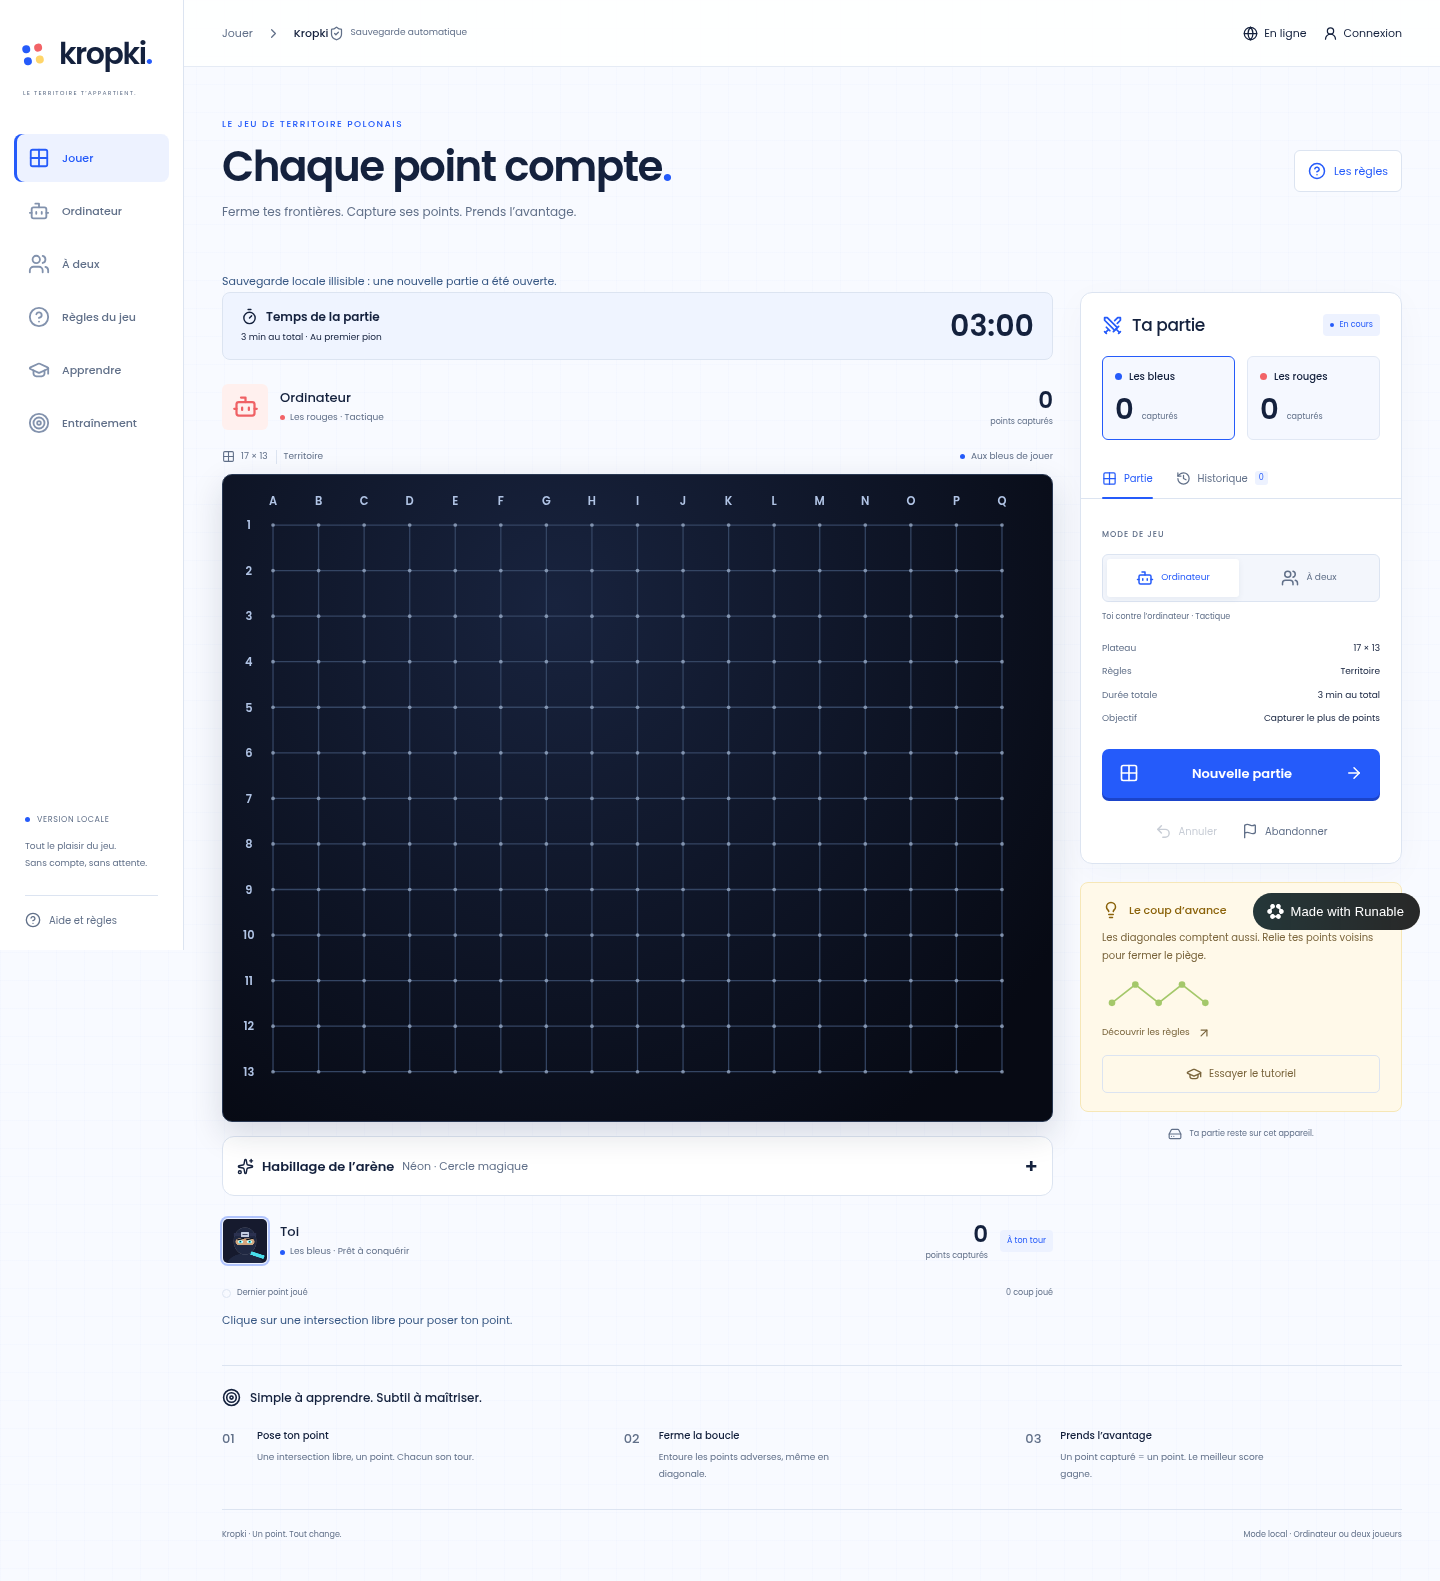 kropki.
LE TERRITOIRE T'APPARTIENT.
Jouer
Ordinateur
À deux
Règles du jeu
Apprendre
Entraînement
VERSION LOCALE
Tout le plaisir du jeu.
Sans compte, sans attente.
Aide et règles
Jouer
Kropki
Sauvegarde automatique
En ligne
Connexion
LE JEU DE TERRITOIRE POLONAIS
Chaque point compte.
Ferme tes frontières. Capture ses points. Prends l’avantage.
Les règles
Sauvegarde locale illisible : une nouvelle partie a été ouverte.
Temps de la partie
3 min au total · Au premier pion
03:00
Ordinateur
Les rouges · Tactique
0
points capturés
17 × 13
Territoire
Aux bleus de jouer
A B C D E F G H I J K L M N O P Q
1
2
3
4
5
6
7
8
9
10
11
12
13
Habillage de l’arène
Néon · Cercle magique
+
Toi
Les bleus · Prêt à conquérir
0
points capturés
À ton tour
Dernier point joué
0 coup joué
Clique sur une intersection libre pour poser ton point.
Ta partie
En cours
Les bleus
0 capturés
Les rouges
0 capturés
Partie
Historique
0
MODE DE JEU
Ordinateur
À deux
Toi contre l’ordinateur · Tactique
Plateau
17 × 13
Règles
Territoire
Durée totale
3 min au total
Objectif
Capturer le plus de points
Nouvelle partie
Annuler
Abandonner
Le coup d’avance
Made with Runable
Les diagonales comptent aussi. Relie tes points voisins
pour fermer le piège.
Découvrir les règles
Essayer le tutoriel
Ta partie reste sur cet appareil.
Simple à apprendre. Subtil à maîtriser.
01
Pose ton point
Une intersection libre, un point. Chacun son tour.
02
Ferme la boucle
Entoure les points adverses, même en
diagonale.
03
Prends l’avantage
Un point capturé = un point. Le meilleur score
gagne.
Kropki · Un point. Tout change.
Mode local · Ordinateur ou deux joueurs